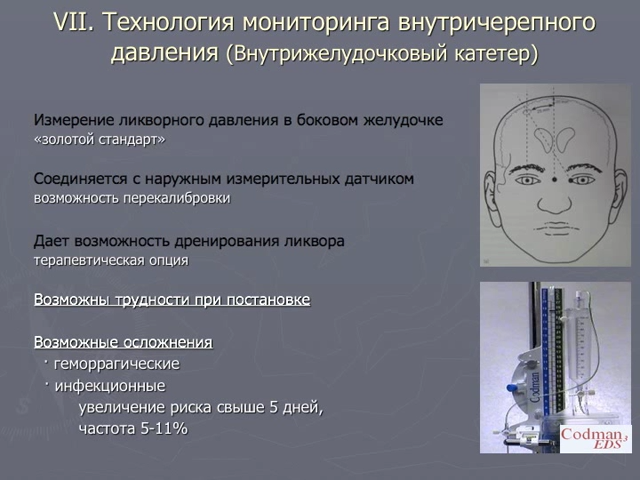 VII. Технология мониторинга внутричерепного
давления (Внутрижелудочковый катетер)
Измерение ликворного давления в боковом желудочке
«золотой стандарт»
Соединяется с наружным измерительных датчиком
возможность перекалибровки
Дает возможность дренирования ликвора
терапевтическая опция
Возможны трудности при постановке
Возможные осложнения
· геморрагические
· инфекционные
увеличение риска свыше 5 дней,
частота 5-11%
Codman
Codman
EDS 3